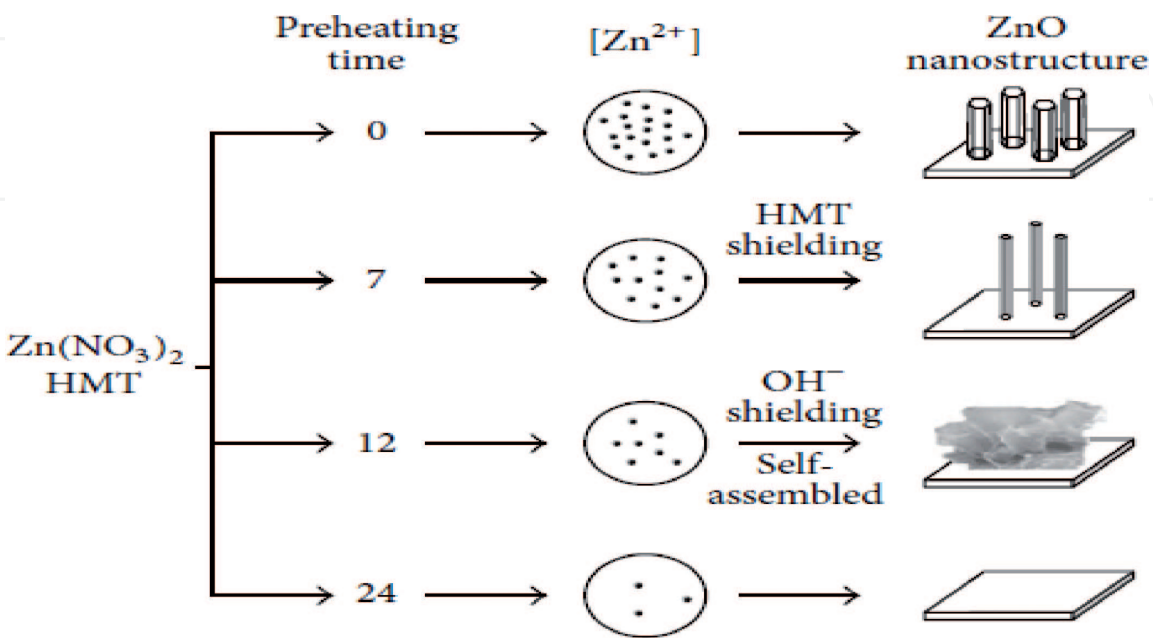 Preheating
time
[Zn²⁺]
ZnO
nanostructure
0
HMT
shielding
7
Zn(NO₃)₂
HMT
OH⁻
shielding
12
Self-
assembled
24